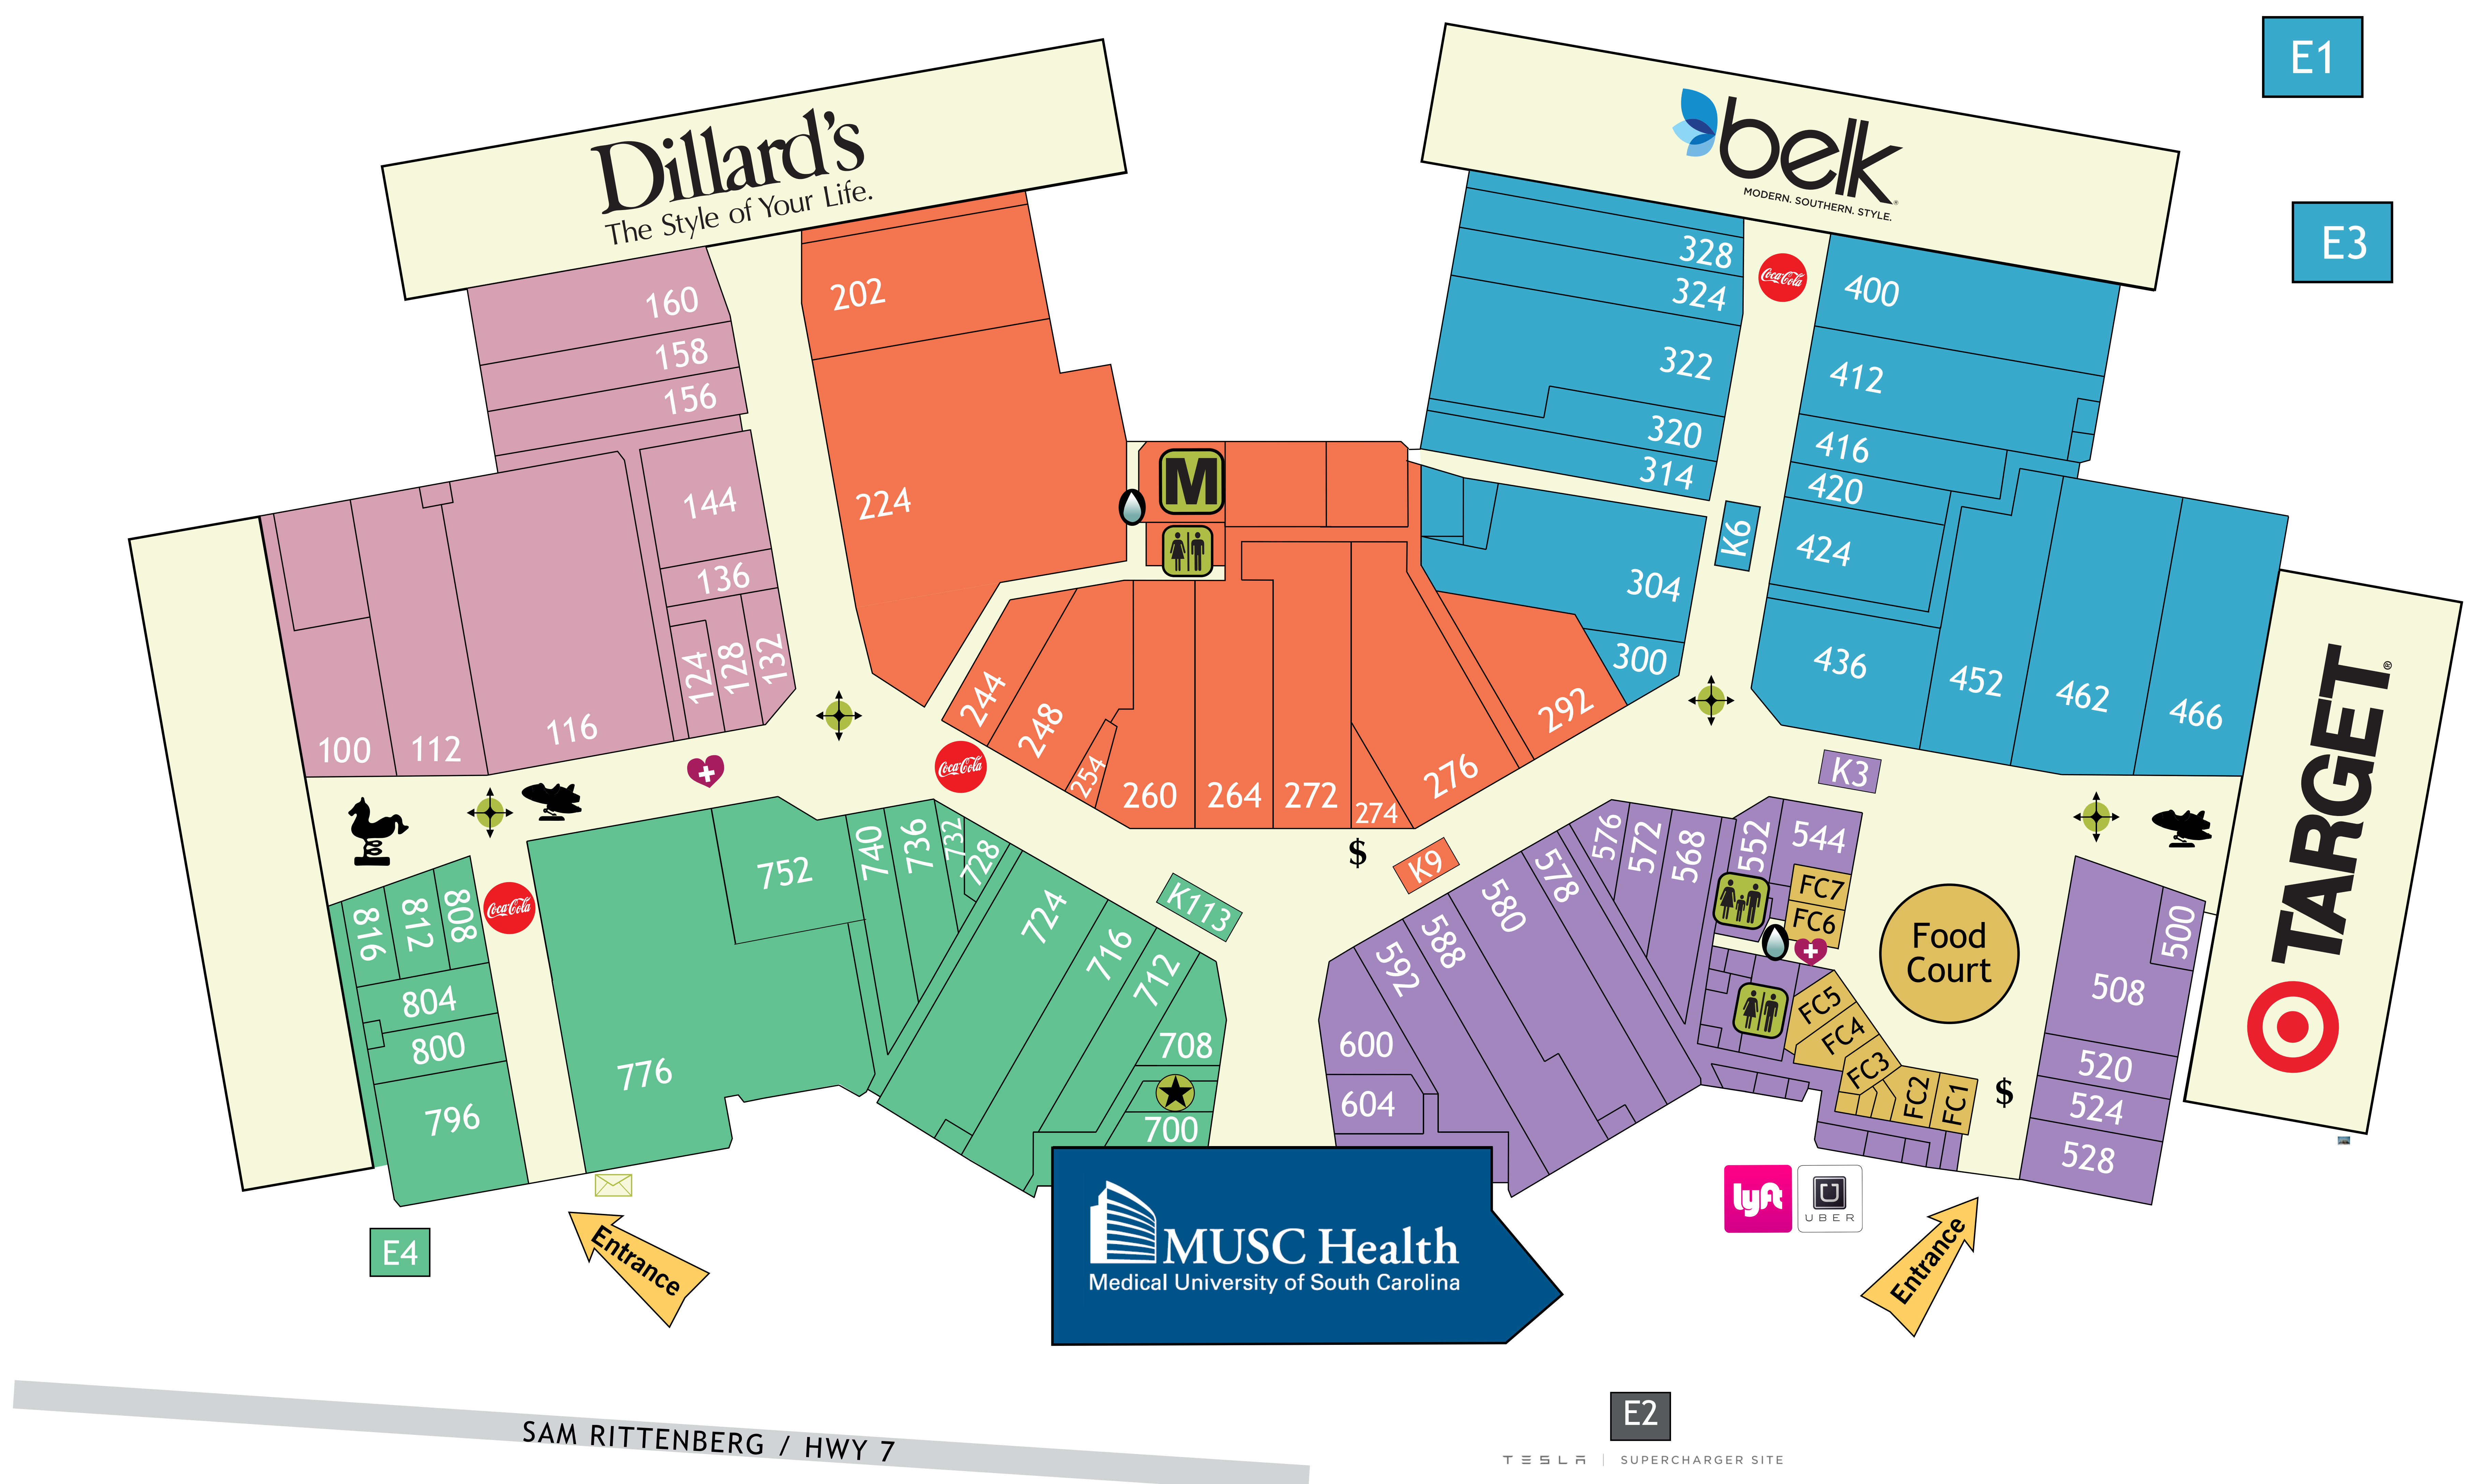 E1
E3
Dillard's
The Style of Your Life.
belk
MODERN. SOUTHERN. STYLE.
160
158
156
144
136
124
128
132
100
112
116
202
224
244
248
254
260
264
272
274
276
292
M
328
324
322
320
314
304
300
K6
Coca-Cola
400
412
416
420
424
436
452
462
466
TARGET®
K3
Coca-Cola
$
K9
K113
Coca-Cola
816
812
808
804
800
796
776
752
740
736
732
728
724
716
712
708
700
600
604
592
588
580
578
576
572
568
552
544
FC7
FC6
FC5
FC4
FC3
FC2
FC1
Food
Court
$
500
508
520
524
528
E4
Entrance
MUSC Health
Medical University of South Carolina
lyft
U
UBER
Entrance
SAM RITTENBERG / HWY 7
E2
TESLA | SUPERCHARGER SITE